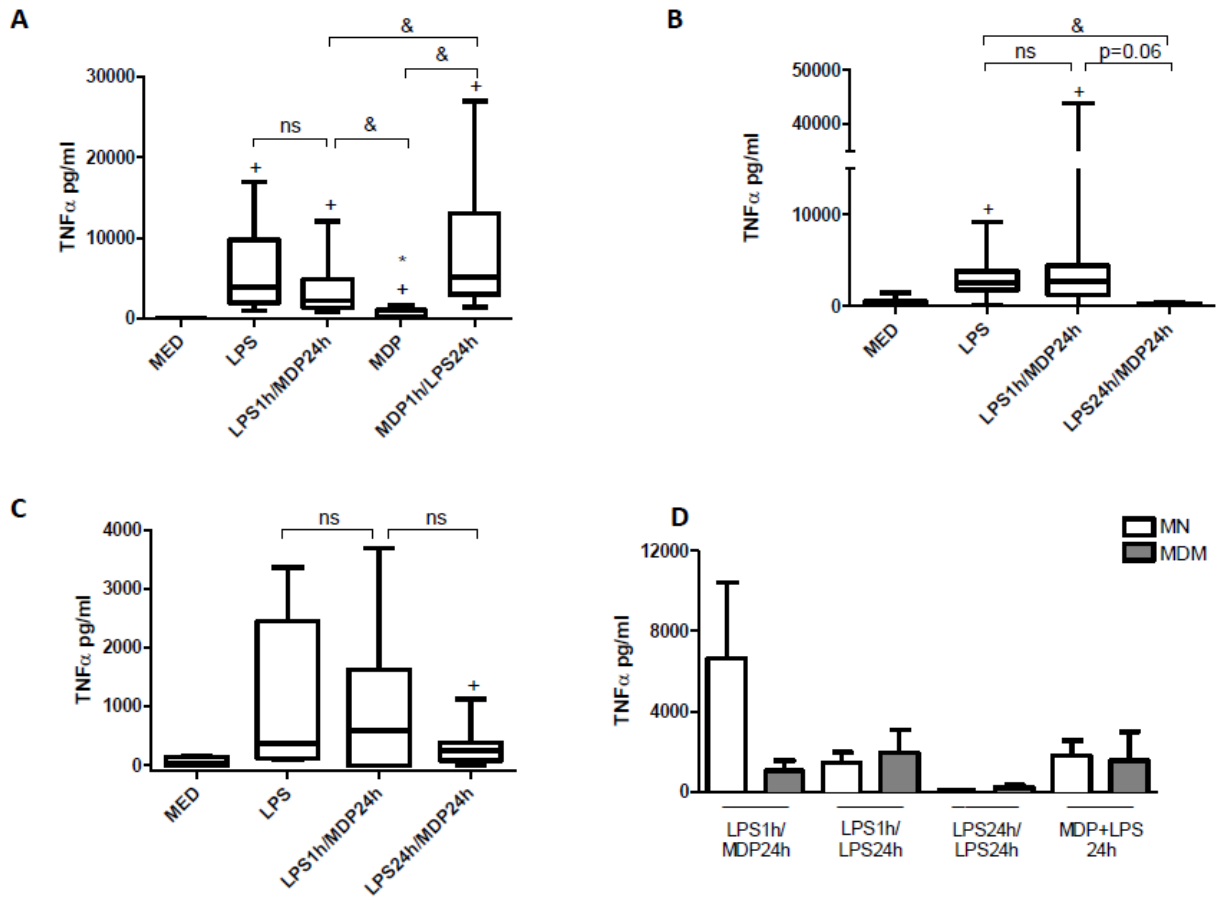 A
&
&
ns
&
+
+
*
+
+
TNFα pg/ml
30000
20000
10000
0
MED
LPS
LPS1h/MDP24h
MDP
MDP1h/LPS24h
B
&
ns
p=0.06
+
+
TNFα pg/ml
50000
40000
10000
0
MED
LPS
LPS1h/MDP24h
LPS24h/MDP24h
C
ns
ns
+
TNFα pg/ml
4000
3000
2000
1000
0
MED
LPS
LPS1h/MDP24h
LPS24h/MDP24h
D
MN
MDM
TNFα pg/ml
12000
8000
4000
0
LPS1h/
MDP24h
LPS1h/
LPS24h
LPS24h/
LPS24h
MDP+LPS
24h